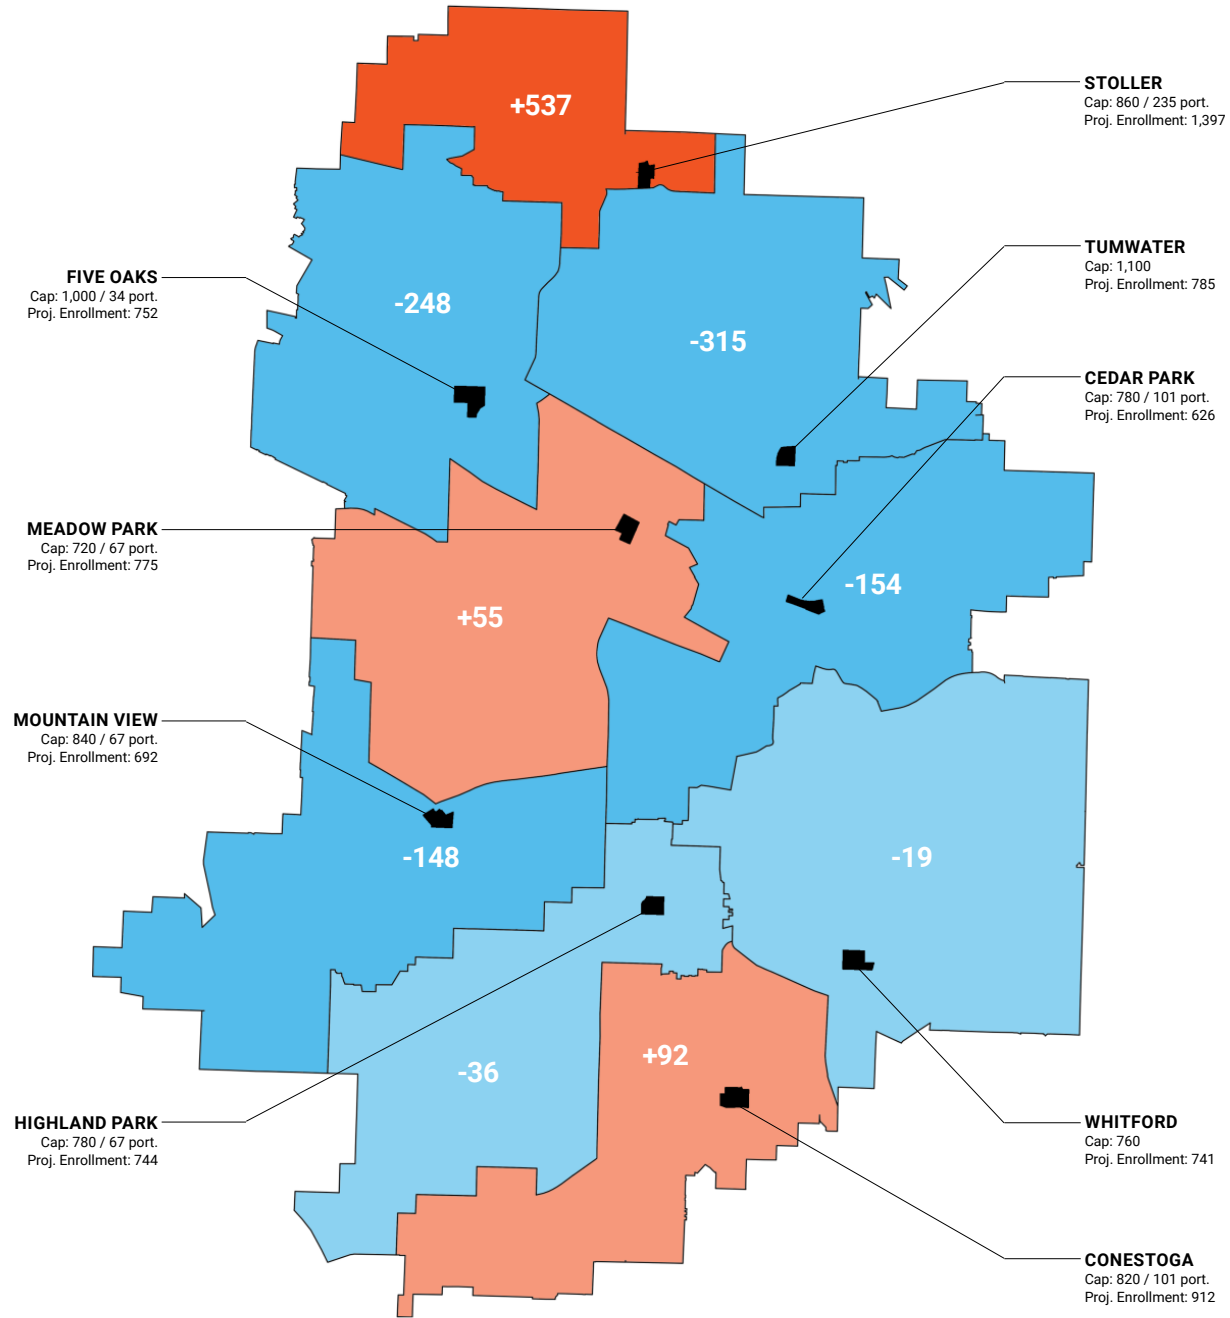 +537
STOLLER
Cap: 860 / 235 port.
Proj. Enrollment: 1,397
TUMWATER
Cap: 1,100
Proj. Enrollment: 785
FIVE OAKS
Cap: 1,000 / 34 port.
Proj. Enrollment: 752
-248
-315
CEDAR PARK
Cap: 780 / 101 port.
Proj. Enrollment: 626
MEADOW PARK
Cap: 720 / 67 port.
Proj. Enrollment: 775
-154
+55
MOUNTAIN VIEW
Cap: 840 / 67 port.
Proj. Enrollment: 692
-148
-19
-36
+92
HIGHLAND PARK
Cap: 780 / 67 port.
Proj. Enrollment: 744
WHITFORD
Cap: 760
Proj. Enrollment: 741
CONESTOGA
Cap: 820 / 101 port.
Proj. Enrollment: 912